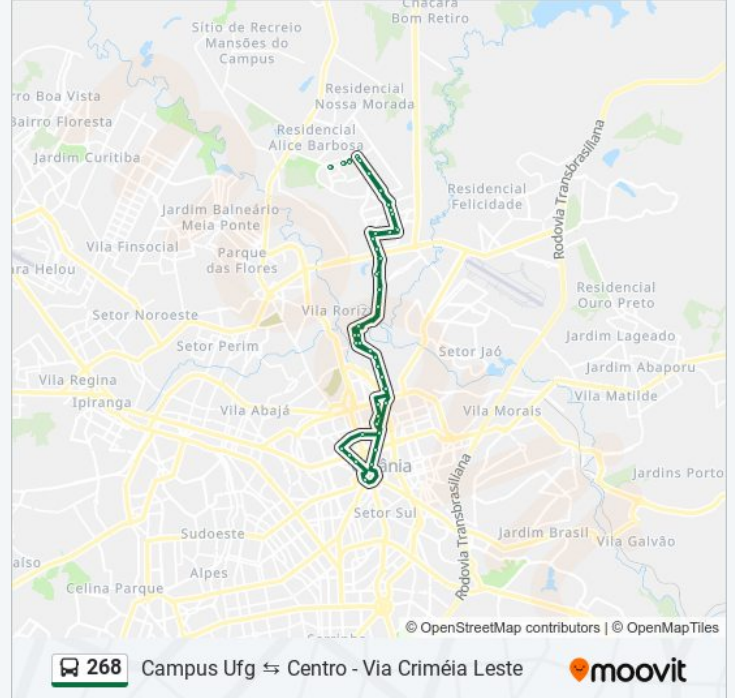 Chácara
Bom Retiro
Sítio de Recreio
Mansões do
Campus
rro Boa Vista
Residencial
Nossa Morada
Bairro Floresta
Residencial
Alice Barbosa
Jardim Curitiba
Rodovia Transbrasiliana
Residencial
Felicidade
Jardim Balneário
Meia Ponte
Vila Finsocial
Parque
das Flores
ara Helou
Residencial
Ouro Preto
Setor Noroeste
Vila Roriz
Jardim Lageado
Setor Perim
Setor Jaó
Jardim Abaporu
Vila Regina
Vila Matilde
Ipiranga
Vila Abajá
Vila Morais
ânia
Jardins Porto
Rodovia Transbrasiliana
Setor Sul
Sudoeste
Jardim Brasil
Vila Galvão
also
Alpes
Celina Parque
© OpenStreetMap contributors | © OpenMapTiles
268 Campus Ufg ⇆ Centro - Via Criméia Leste
moovit